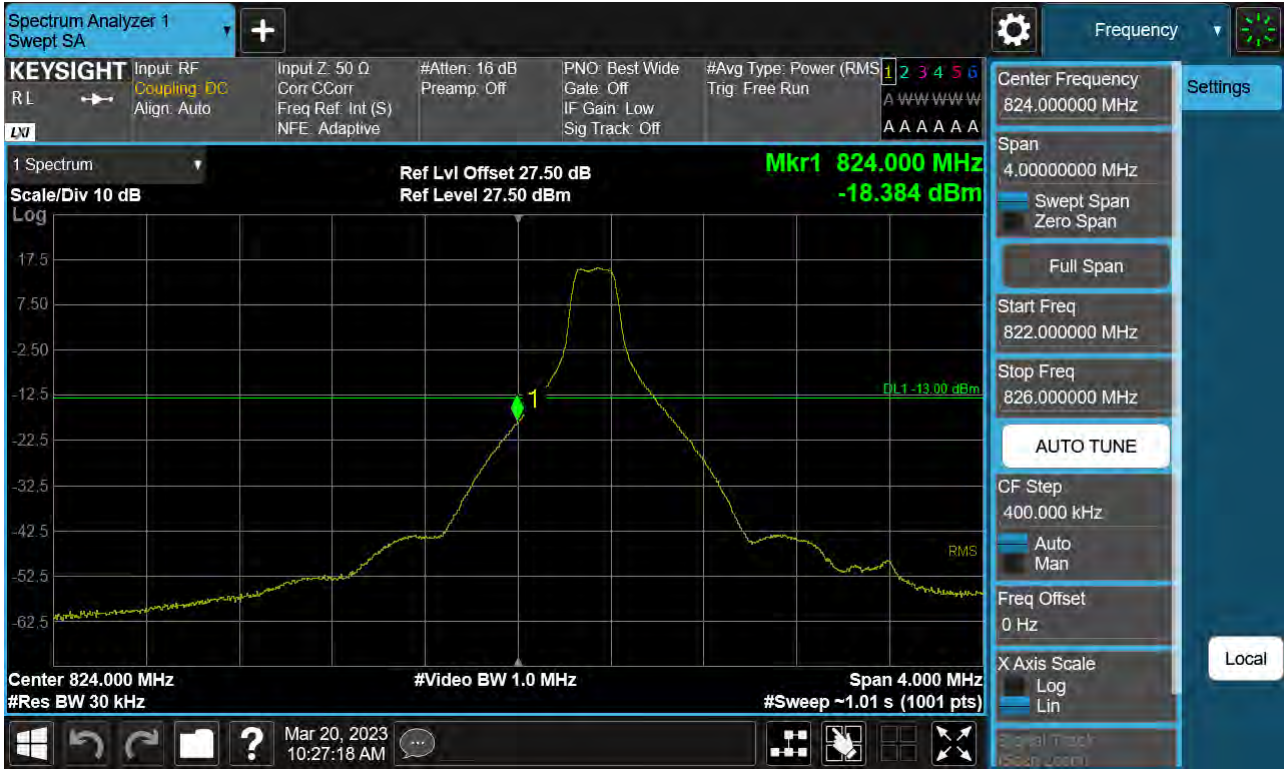 Spectrum Analyzer 1
Swept SA
+
Frequency
KEYSIGHT
R L
LXI
Input: RF
Coupling: DC
Align: Auto
Input Z: 50 Ω
Corr CCorr
Freq Ref: Int (S)
NFE: Adaptive
#Atten: 16 dB
Preamp: Off
PNO: Best Wide
Gate: Off
IF Gain: Low
Sig Track: Off
#Avg Type: Power (RMS
Trig: Free Run
1 2 3 4 5 6
A W W W W W
A A A A A A
1 Spectrum
Scale/Div 10 dB
Log
Ref Lvl Offset 27.50 dB
Ref Level 27.50 dBm
Mkr1 824.000 MHz
-18.384 dBm
17.5
7.50
-2.50
-12.5
-22.5
-32.5
-42.5
-52.5
-62.5
1
DL1 -13.00 dBm
RMS
Center 824.000 MHz
#Res BW 30 kHz
#Video BW 1.0 MHz
Span 4.000 MHz
#Sweep ~1.01 s (1001 pts)
Center Frequency
824.000000 MHz
Span
4.00000000 MHz
Swept Span
Zero Span
Full Span
Start Freq
822.000000 MHz
Stop Freq
826.000000 MHz
AUTO TUNE
CF Step
400.000 kHz
Auto
Man
Freq Offset
0 Hz
X Axis Scale
Log
Lin
Signal Track
(Span Zoom)
Settings
Local
?
Mar 20, 2023
10:27:18 AM